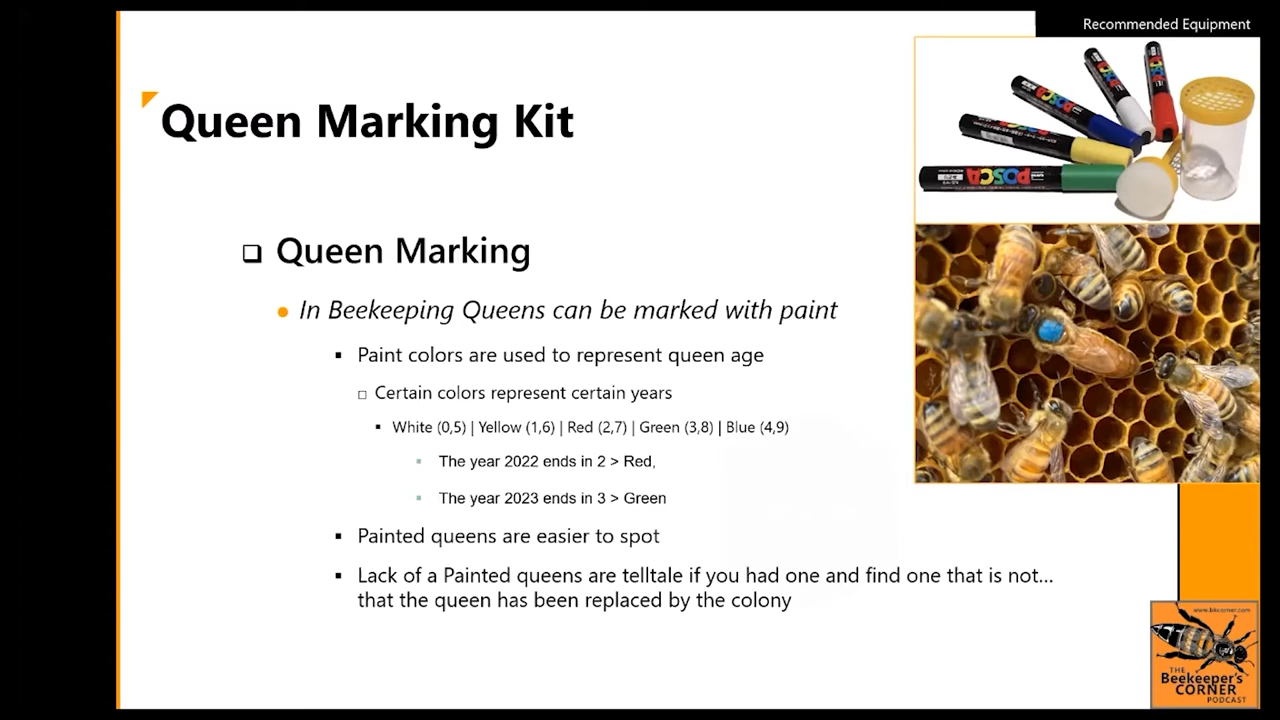 Recommended Equipment
Queen Marking Kit
Queen Marking
In Beekeeping Queens can be marked with paint
Paint colors are used to represent queen age
Certain colors represent certain years
White (0,5) | Yellow (1,6) | Red (2,7) | Green (3,8) | Blue (4,9)
The year 2022 ends in 2 > Red,
The year 2023 ends in 3 > Green
Painted queens are easier to spot
Lack of a Painted queens are telltale if you had one and find one that is not...
that the queen has been replaced by the colony
POSCA
POSCA
POSCA
POSCA
POSCA
www.bkcorner.com
THE
Beekeeper's
CORNER
PODCAST